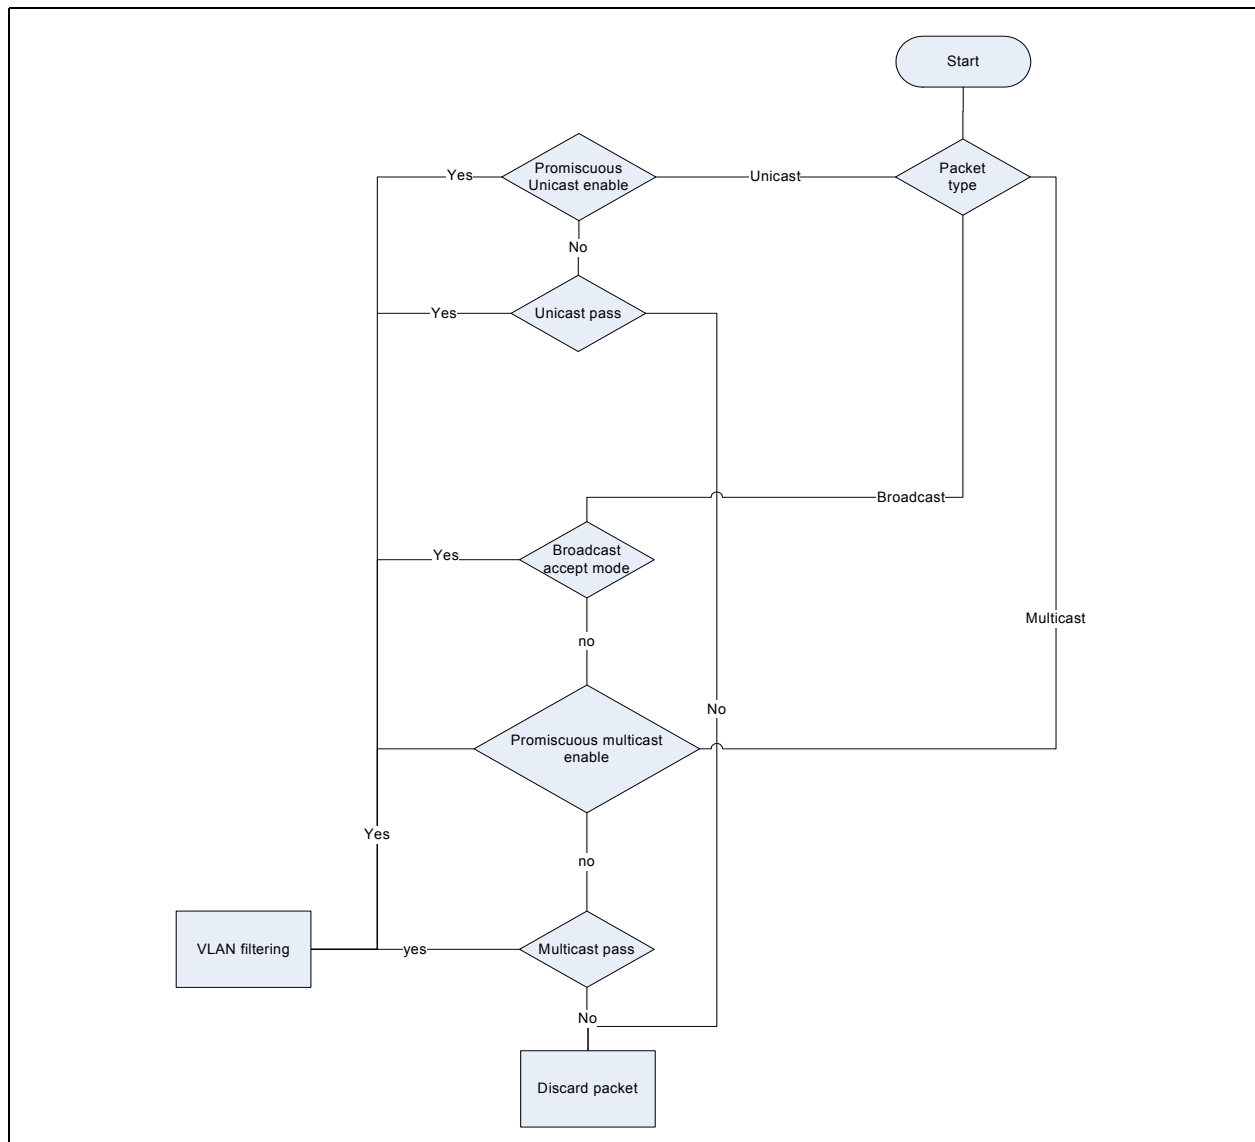 Start
Yes
Promiscuous
Unicast enable
Unicast
Packet
type
No
Yes
Unicast pass
Broadcast
Yes
Broadcast
accept mode
Multicast
no
No
Promiscuous multicast
enable
Yes
no
VLAN filtering
yes
Multicast pass
No
Discard packet